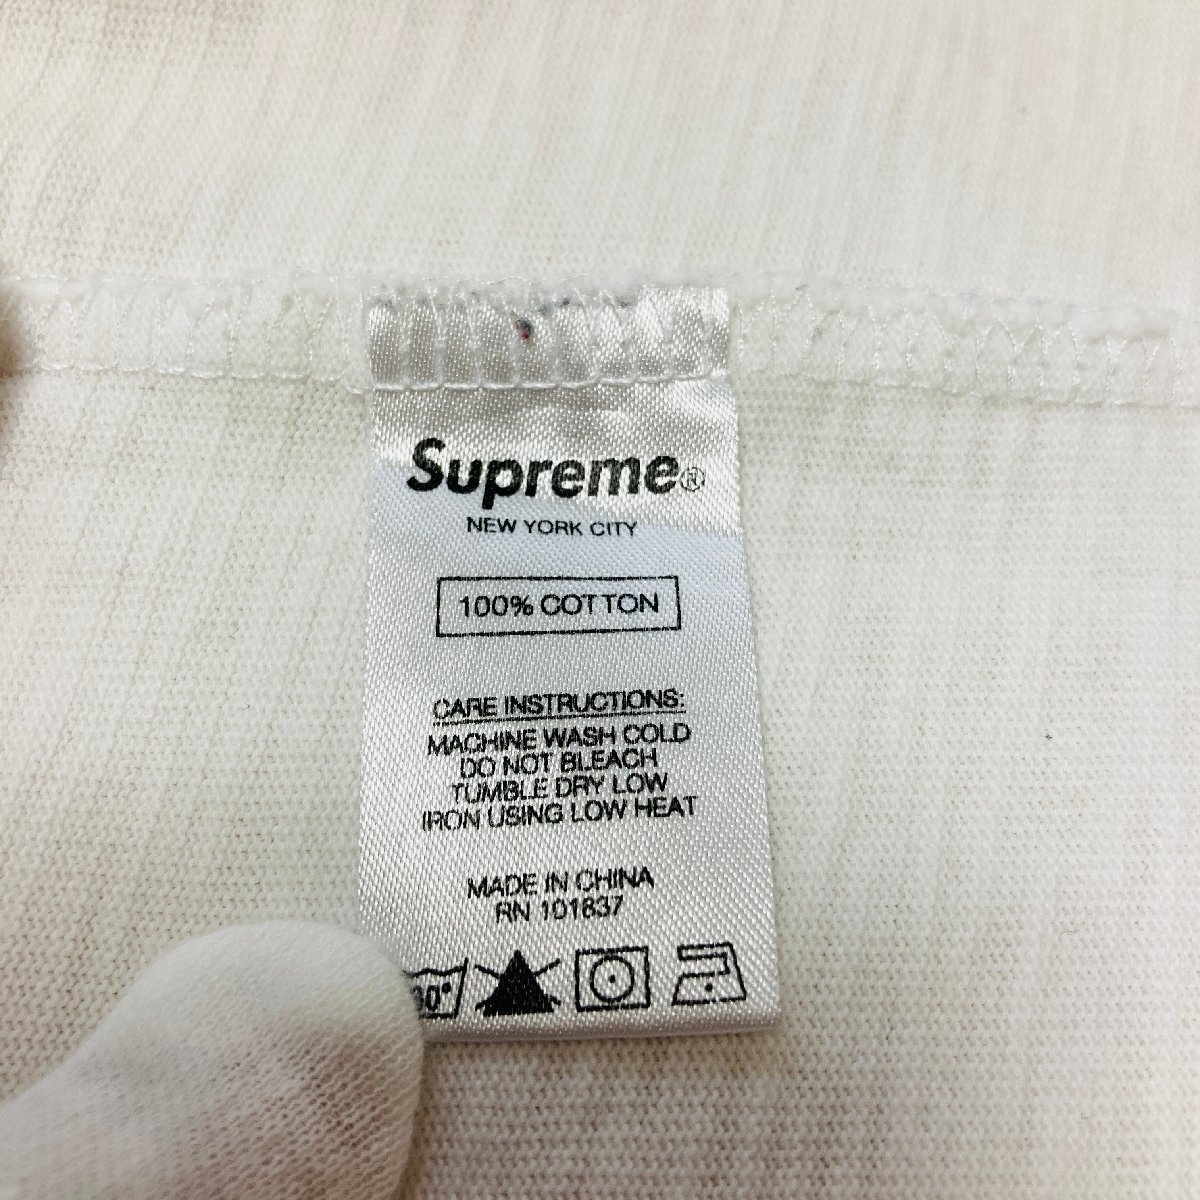 Supreme®
NEW YORK CITY
100% COTTON
CARE INSTRUCTIONS:
MACHINE WASH COLD
DO NOT BLEACH
TUMBLE DRY LOW
IRON USING LOW HEAT
MADE IN CHINA
RN 101837